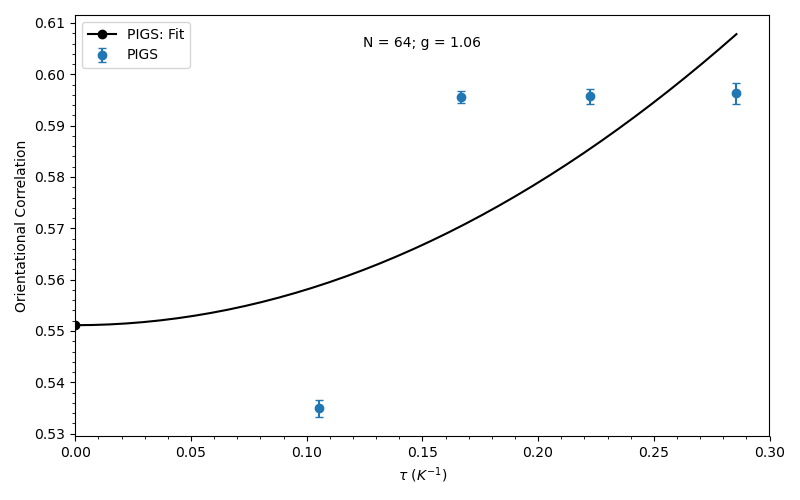 PIGS: Fit
PIGS
N = 64; g = 1.06
Orientational Correlation
0.61
0.60
0.59
0.58
0.57
0.56
0.55
0.54
0.53
0.00 0.05 0.10 0.15 0.20 0.25 0.30
τ (K⁻¹)